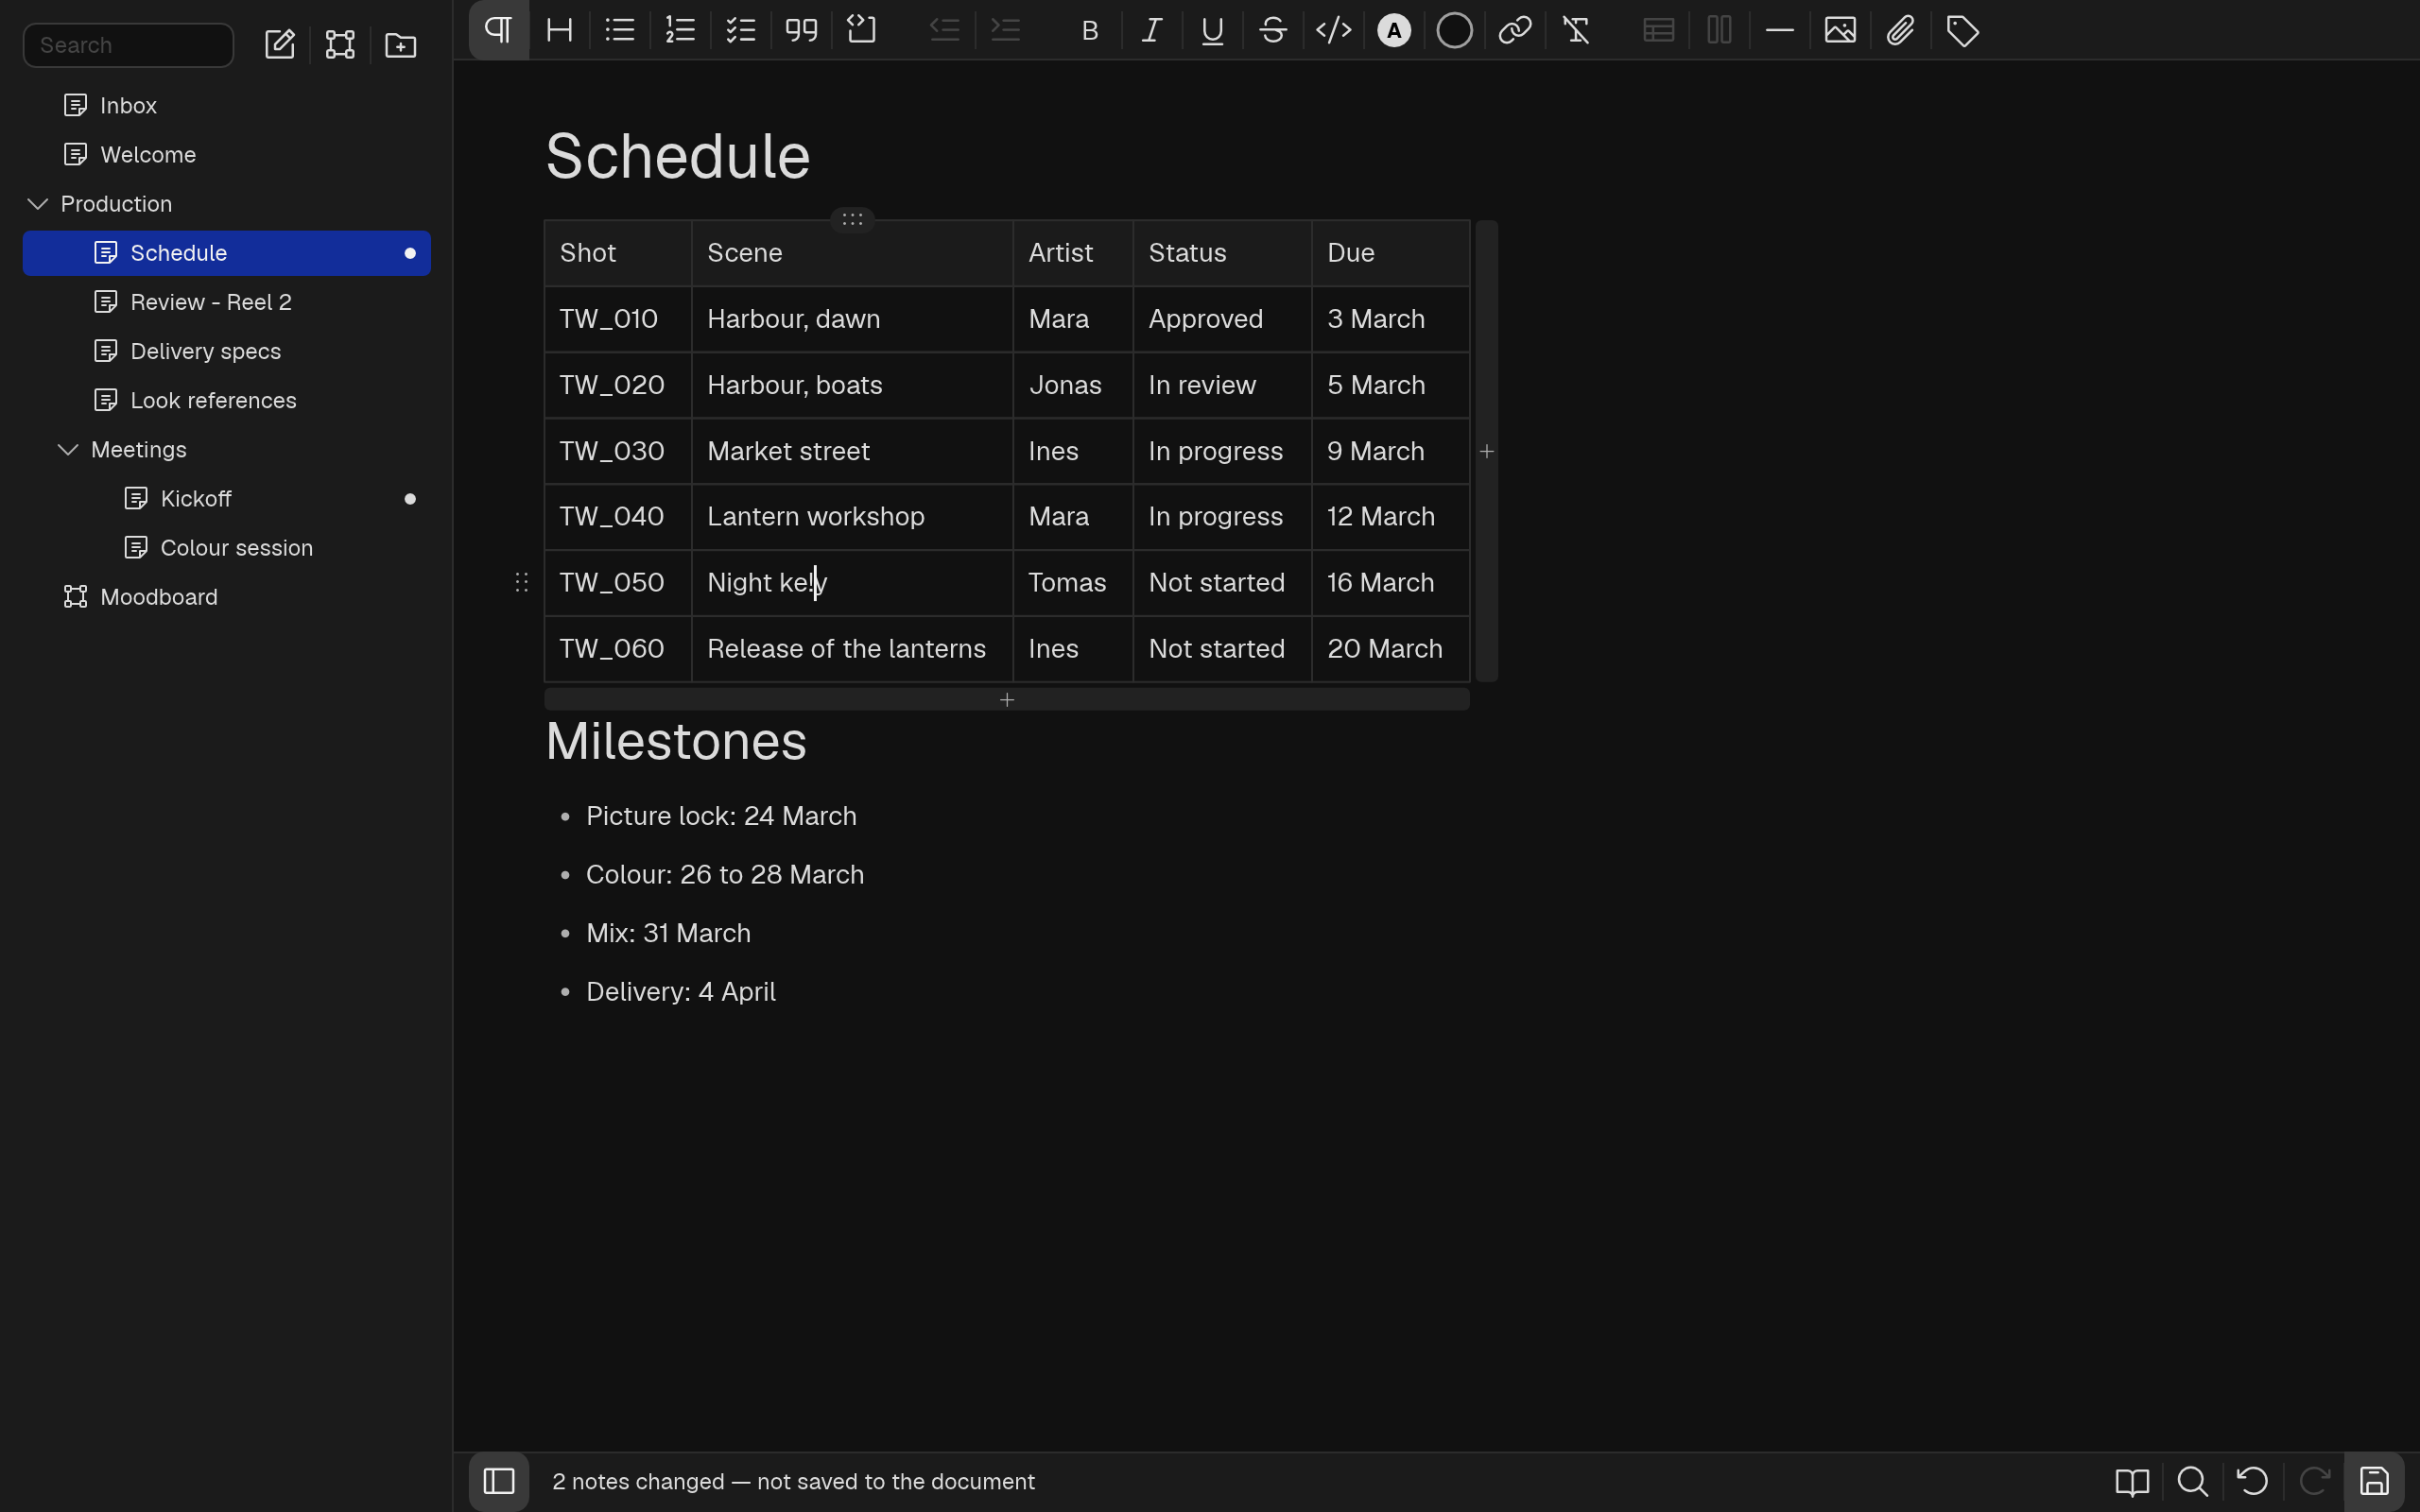 Search
Inbox
Welcome
Production
Schedule
Review - Reel 2
Delivery specs
Look references
Meetings
Kickoff
Colour session
Moodboard
Schedule
Shot Scene Artist Status Due
TW_010 Harbour, dawn Mara Approved 3 March
TW_020 Harbour, boats Jonas In review 5 March
TW_030 Market street Ines In progress 9 March
TW_040 Lantern workshop Mara In progress 12 March
TW_050 Night Tomas Not started 16 March
TW_060 Release of the lanterns Ines Not started 20 March
Milestones
• Picture lock: 24 March
• Colour: 26 to 28 March
• Mix: 31 March
• Delivery: 4 April
2 notes changed — not saved to the document